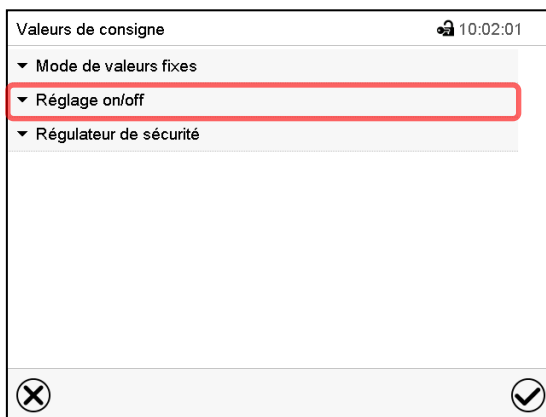 Valeurs de consigne 10:02:01
Mode de valeurs fixes
Réglage on/off
Régulateur de sécurité